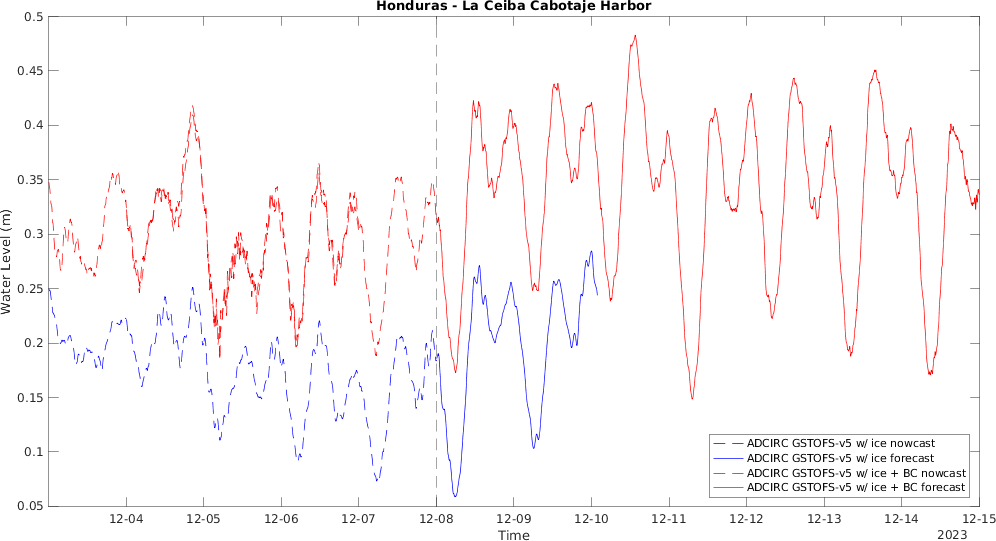 Honduras - La Ceiba Cabotaje Harbor
0.5
0.45
0.4
0.35
0.3
0.25
0.2
0.15
0.1
0.05
Water Level (m)
12-04 12-05 12-06 12-07 12-08 12-09 12-10 12-11 12-12 12-13 12-14 12-15
Time
2023
ADCIRC GSTOFS-v5 w/ ice nowcast
ADCIRC GSTOFS-v5 w/ ice forecast
ADCIRC GSTOFS-v5 w/ ice + BC nowcast
ADCIRC GSTOFS-v5 w/ ice + BC forecast